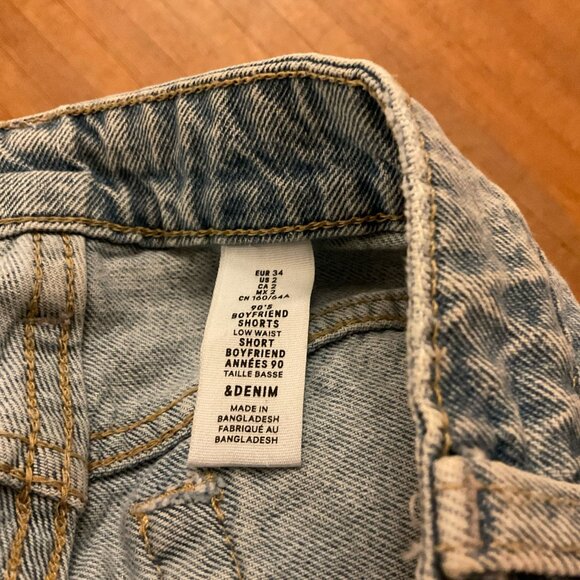 EUR 34
US 2
CA 2
MX 2
CN 160/64A
90'S
BOYFRIEND
SHORTS
LOW WAIST
SHORT
BOYFRIEND
ANNÉES 90
TAILLE BASSE
&DENIM
MADE IN
BANGLADESH
FABRIQUÉ AU
BANGLADESH